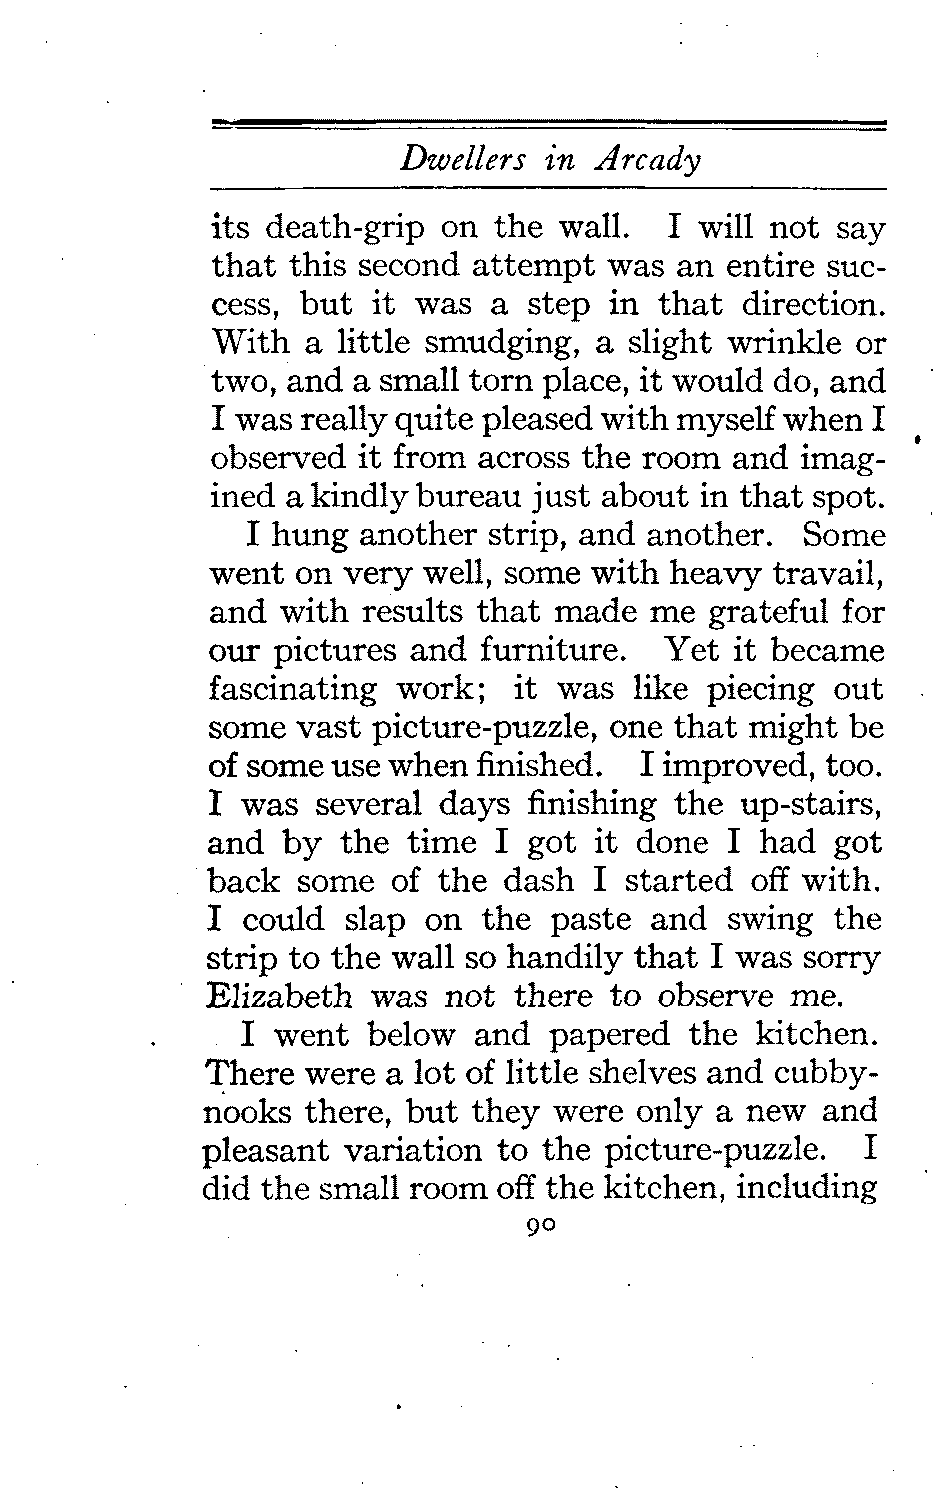 Dwellers in Arcady
its death-grip on the wall. I will not say
that this second attempt was an entire suc-
cess, but it was a step in that direction.
With a little smudging, a slight wrinkle or
two, and a small torn place, it would do, and
I was really quite pleased with myself when I
observed it from across the room and imag-
ined a kindly bureau just about in that spot.
I hung another strip, and another. Some
went on very well, some with heavy travail,
and with results that made me grateful for
our pictures and furniture. Yet it became
fascinating work; it was like piecing out
some vast picture-puzzle, one that might be
of some use when finished. I improved, too.
I was several days finishing the up-stairs,
and by the time I got it done I had got
back some of the dash I started off with.
I could slap on the paste and swing the
strip to the wall so handily that I was sorry
Elizabeth was not there to observe me.
I went below and papered the kitchen.
There were a lot of little shelves and cubby-
nooks there, but they were only a new and
pleasant variation to the picture-puzzle. I
did the small room off the kitchen, including
90